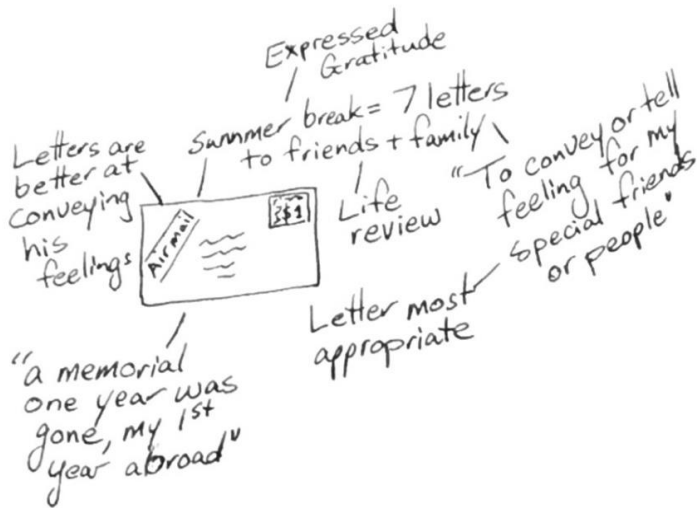 Expressed
Gratitude
Summer break = 7 letters
to friends + family
Letters are
better at
conveying
his
feelings
Air mail
$1
Life
review
"To convey or tell
feeling for my
special friends
or people"
Letter most
appropriate
"a memorial
one year was
gone, my 1st
year abroad"